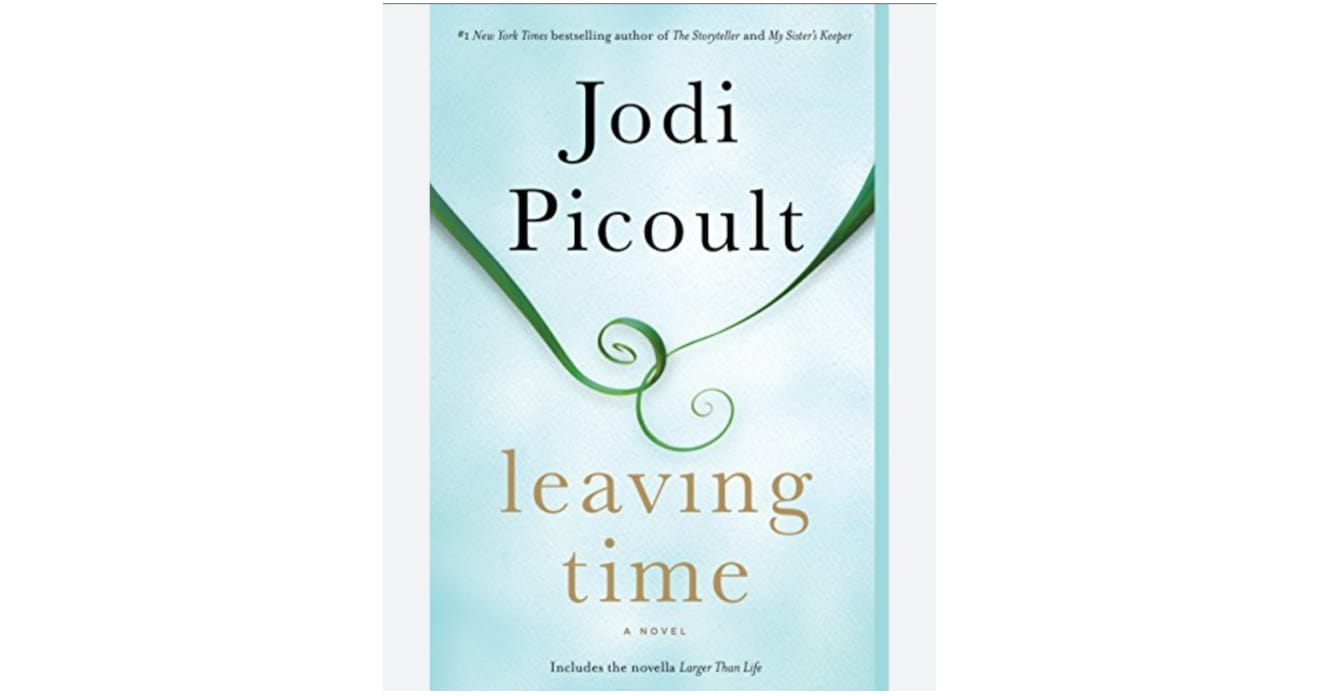 #1 New York Times bestselling author of The Storyteller and My Sister's Keeper
Jodi
Picoult
leaving
time
A NOVEL
Includes the novella Larger Than Life